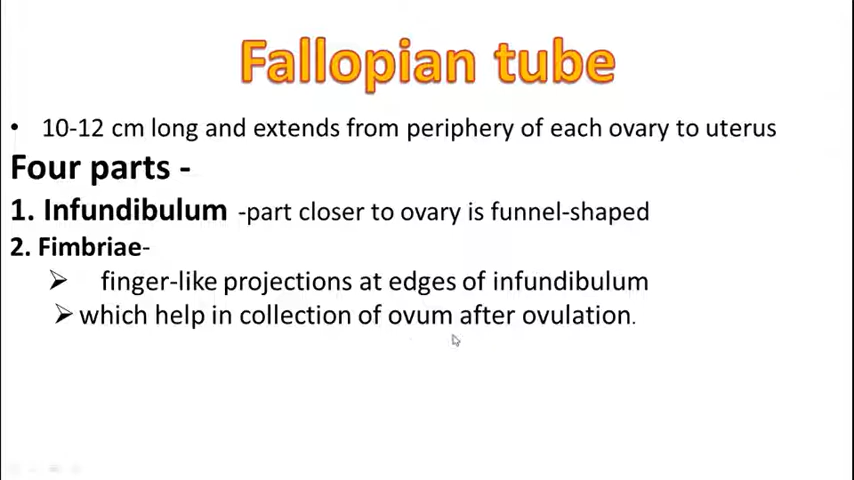 Fallopian tube
• 10-12 cm long and extends from periphery of each ovary to uterus
Four parts -
1. Infundibulum -part closer to ovary is funnel-shaped
2. Fimbriae-
➢ finger-like projections at edges of infundibulum
➢ which help in collection of ovum after ovulation.